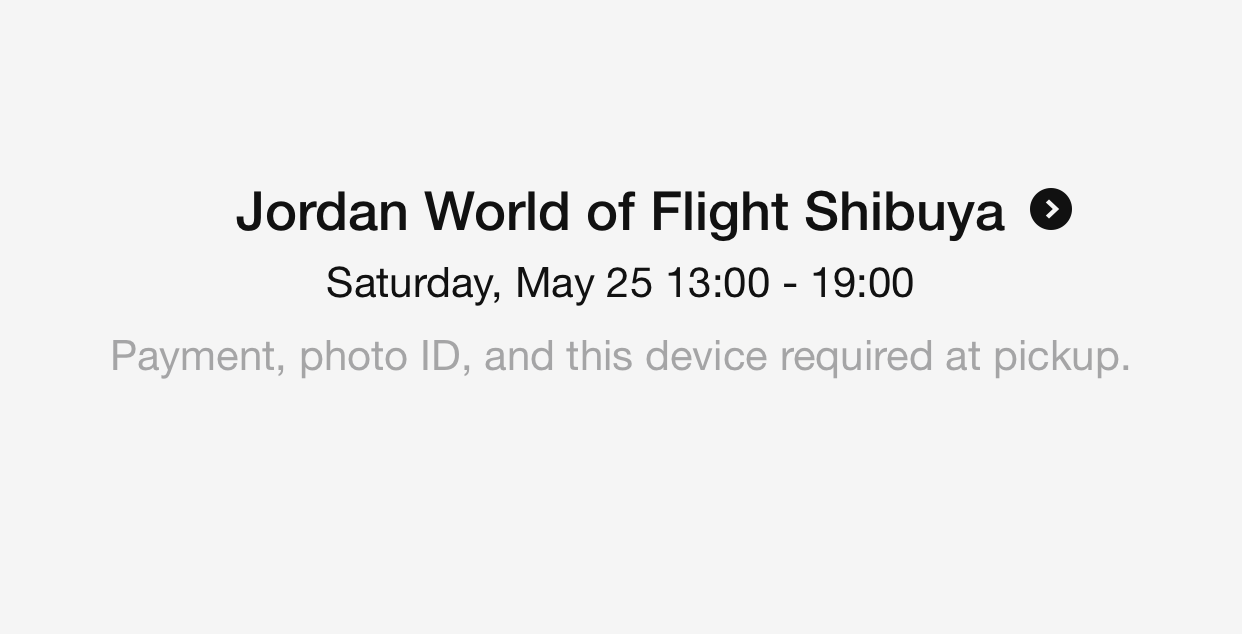 Jordan World of Flight Shibuya
Saturday, May 25 13:00 - 19:00
Payment, photo ID, and this device required at pickup.